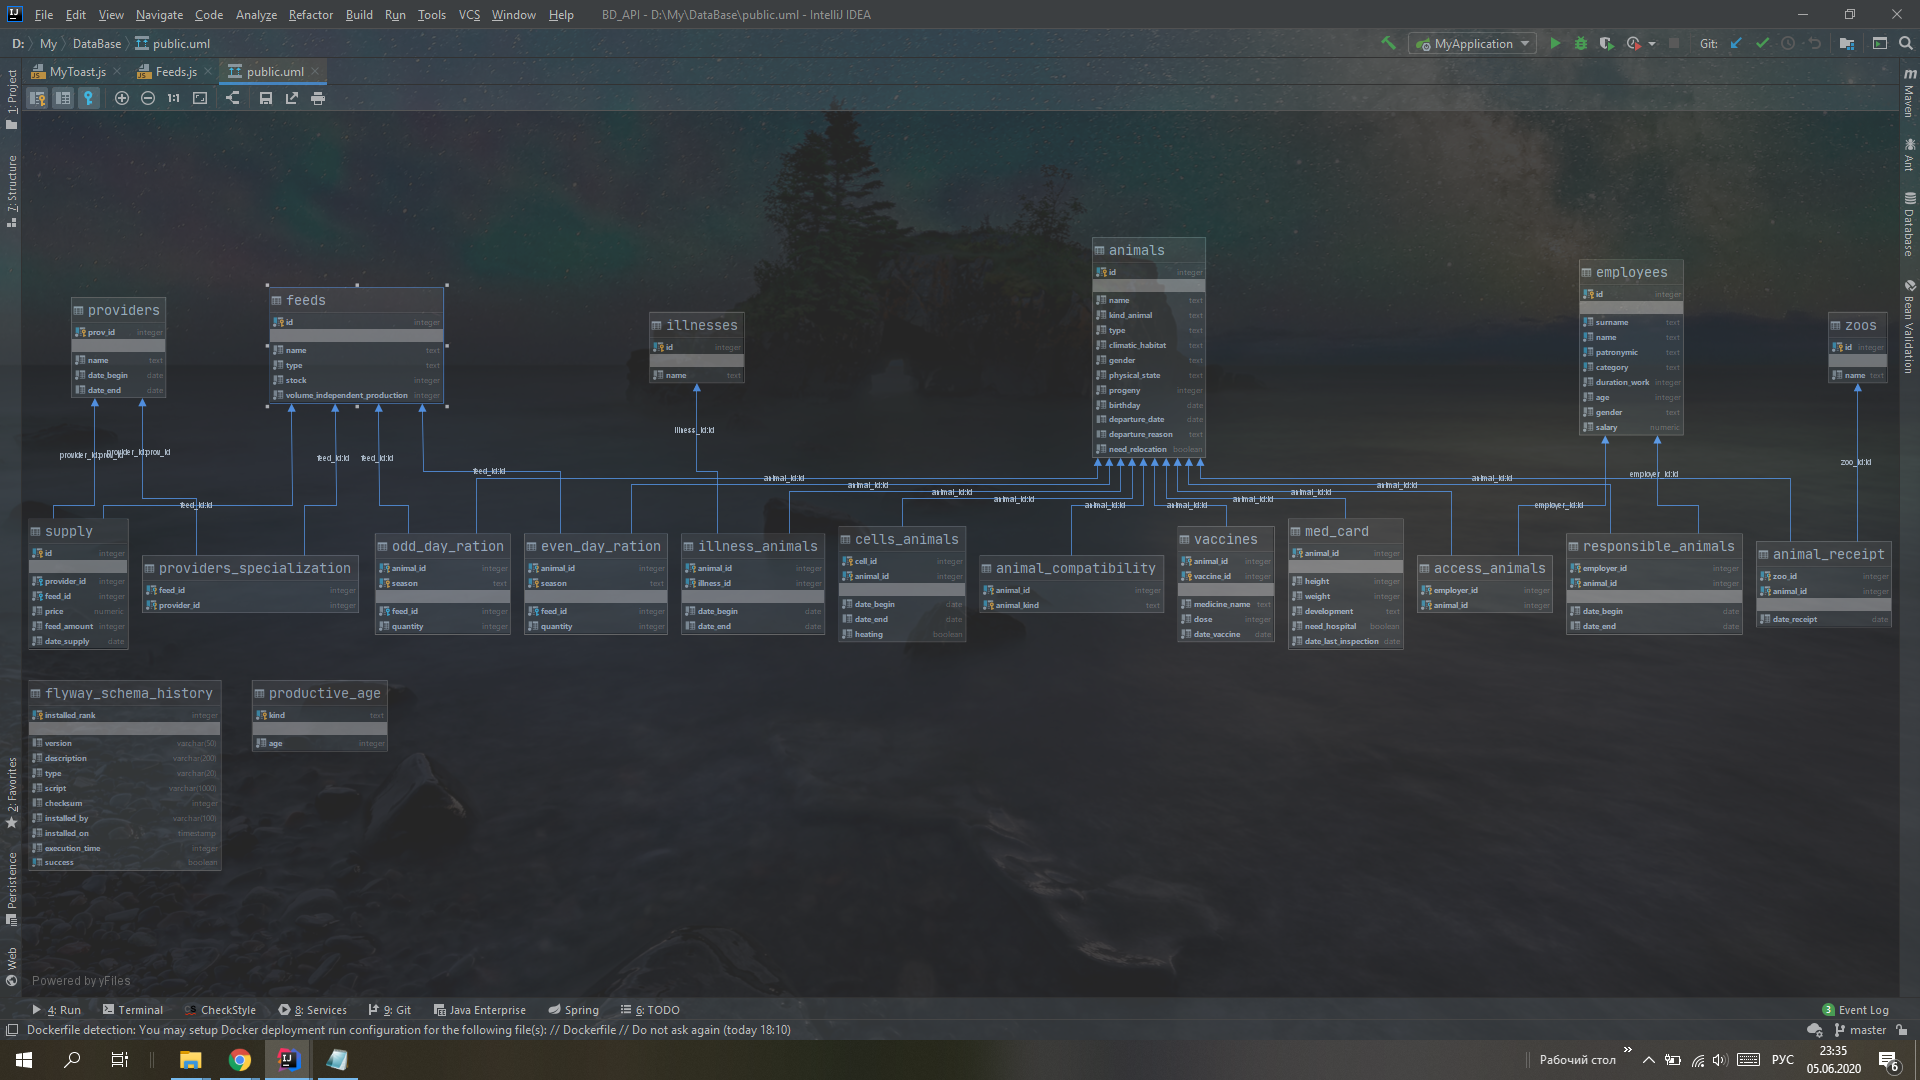 File Edit View Navigate Code Analyze Refactor Build Run Tools VCS Window Help BD_API - D:\My\DataBase\public.uml - IntelliJ IDEA
D: My DataBase public.uml MyApplication Git:
MyToast.js Feeds.js public.uml
1:1
1: Project
7: Structure
2: Favorites
Persistence
Web
Maven
Ant
Database
Bean Validation
providers
prov_id integer
name text
date_begin date
date_end date
feeds
id integer
name text
type text
stock integer
volume_independent_production integer
illnesses
id integer
name text
animals
id integer
name text
kind_animal text
type text
climatic_habitat text
gender text
physical_state text
progeny integer
birthday date
departure_date date
departure_reason text
need_relocation boolean
employees
id integer
surname text
name text
patronymic text
category text
duration_work integer
age integer
gender text
salary numeric
zoos
id integer
name text
provider_id:prov_id
provider_id:prov_id
feed_id:id
feed_id:id
feed_id:id
feed_id:id
illness_id:id
animal_id:id
animal_id:id
animal_id:id
animal_id:id
animal_id:id
animal_id:id
animal_id:id
animal_id:id
animal_id:id
animal_id:id
employer_id:id
employer_id:id
zoo_id:id
supply
id integer
provider_id integer
feed_id integer
price numeric
feed_amount integer
date_supply date
providers_specialization
feed_id integer
provider_id integer
odd_day_ration
animal_id integer
season text
feed_id integer
quantity integer
even_day_ration
animal_id integer
season text
feed_id integer
quantity integer
illness_animals
animal_id integer
illness_id integer
date_begin date
date_end date
cells_animals
cell_id integer
animal_id integer
date_begin date
date_end date
heating boolean
animal_compatibility
animal_id integer
animal_kind text
vaccines
animal_id integer
vaccine_id integer
medicine_name text
dose integer
date_vaccine date
med_card
animal_id integer
height integer
weight integer
development text
need_hospital boolean
date_last_inspection date
access_animals
employer_id integer
animal_id integer
responsible_animals
employer_id integer
animal_id integer
date_begin date
date_end date
animal_receipt
zoo_id integer
animal_id integer
date_receipt date
flyway_schema_history
installed_rank integer
version varchar(50)
description varchar(200)
type varchar(20)
script varchar(1000)
checksum integer
installed_by varchar(100)
installed_on timestamp
execution_time integer
success boolean
productive_age
kind text
age integer
Powered by yFiles
4: Run Terminal CheckStyle 8: Services 9: Git Java Enterprise Spring 6: TODO 3 Event Log
Dockerfile detection: You may setup Docker deployment run configuration for the following file(s): // Dockerfile // Do not ask again (today 18:10) master
Рабочий стол » РУС 23:35
05.06.2020 6